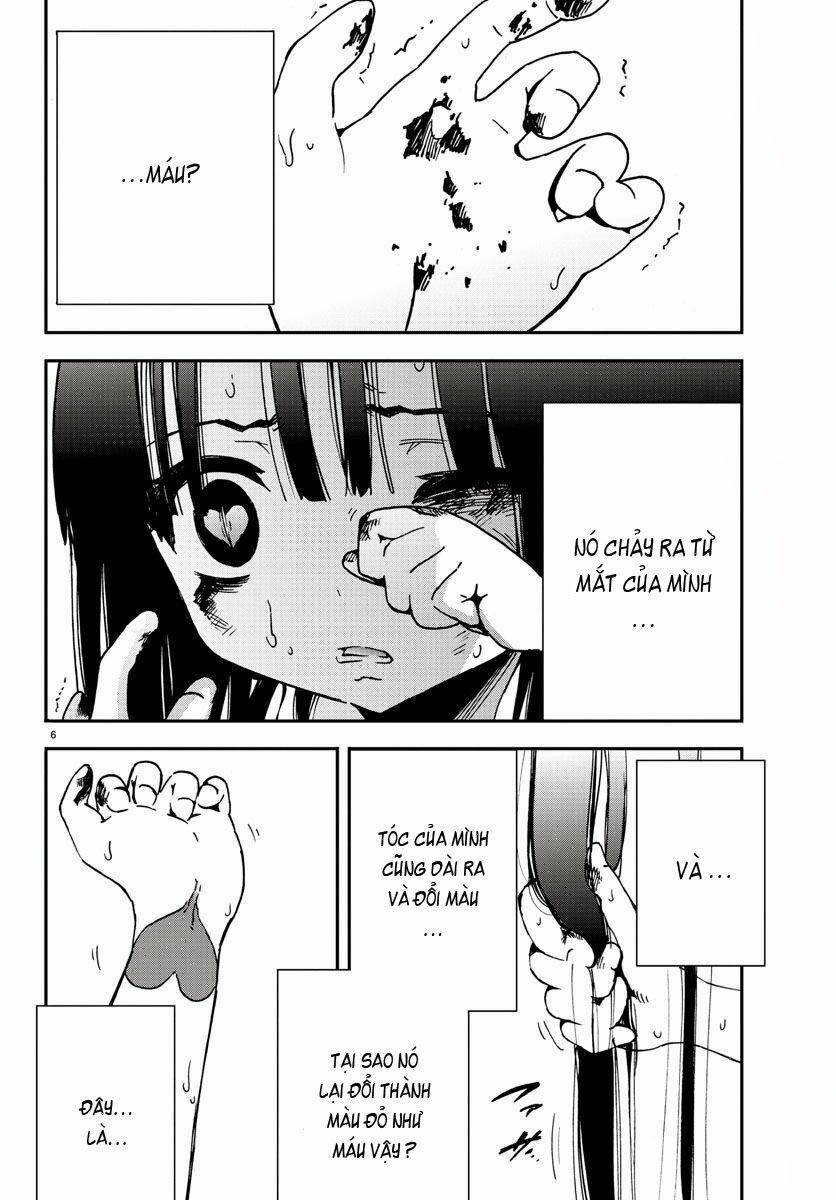 ...MÁU?
NÓ CHẢY RA TỪ
MẮT CỦA MÌNH
...
6
VÀ ...
TÓC CỦA MÌNH
CŨNG DÀI RA
VÀ ĐỔI MÀU
...
TẠI SAO NÓ
LẠI ĐỔI THÀNH
MÀU ĐỎ NHƯ
MÁU VẬY?
ĐÂY...
LÀ...